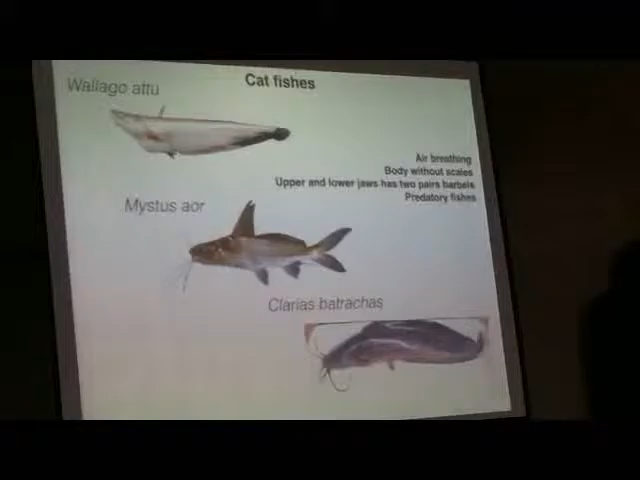 Cat fishes
Wallago attu
Air breathing
Body without scales
Upper and lower jaws has two pairs barbels
Predatory fishes
Mystus aor
Clarias batrachas